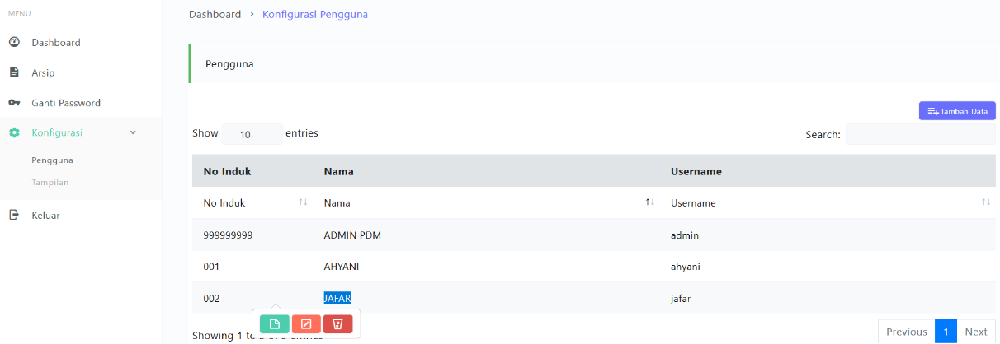 MENU
Dashboard
Arsip
Ganti Password
Konfigurasi
Pengguna
Tampilan
Keluar
Dashboard > Konfigurasi Pengguna
Pengguna
Tambah Data
Show 10 entries
Search:
No Induk Nama Username
No Induk Nama Username
999999999 ADMIN PDM admin
001 AHYANI ahyani
002 JAFAR jafar
Showing 1 to
Previous 1 Next